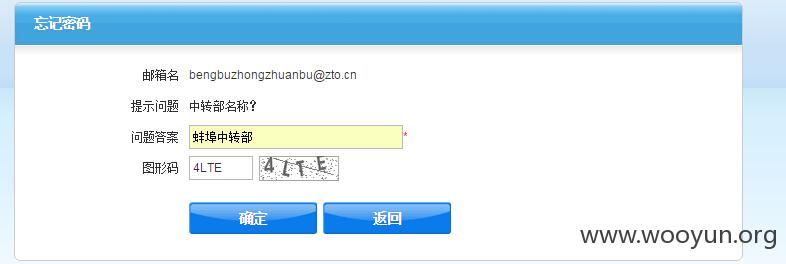 忘记密码
邮箱名 bengbuzhongzhuanbu@zto.cn
提示问题 中转部名称?
问题答案 蚌埠中转部*
图形码 4LTE 4LTE
确定 返回
www.wooyun.org